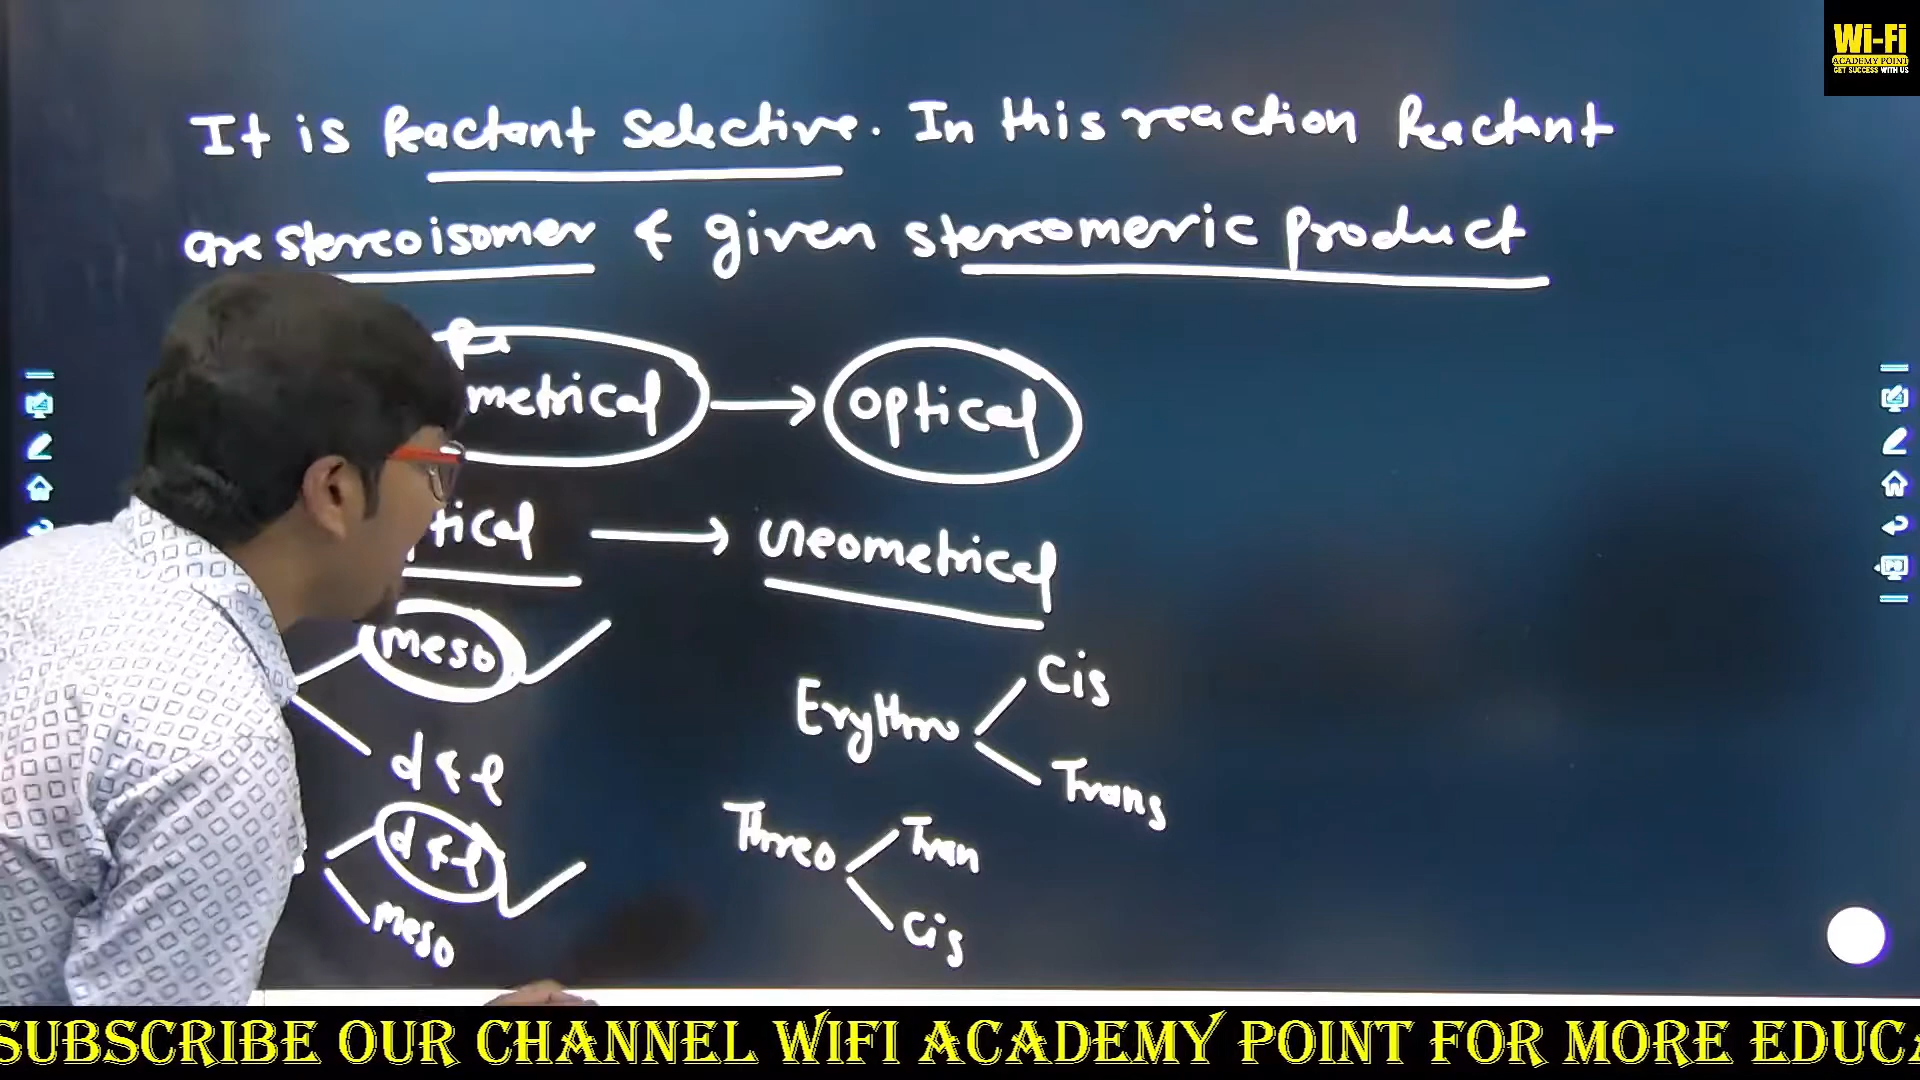 Wi-Fi
ACADEMY POINT
GET SUCCESS WITH US
It is Reactant Selective. In this reaction Reactant
are stereoisomer & given stereomeric product
metrical → optical
tical → Geometrical
meso
d & l
Erythro
Cis
Trans
d & l
Meso
Threo
Tran
Cis
SUBSCRIBE OUR CHANNEL WIFI ACADEMY POINT FOR MORE EDUCA